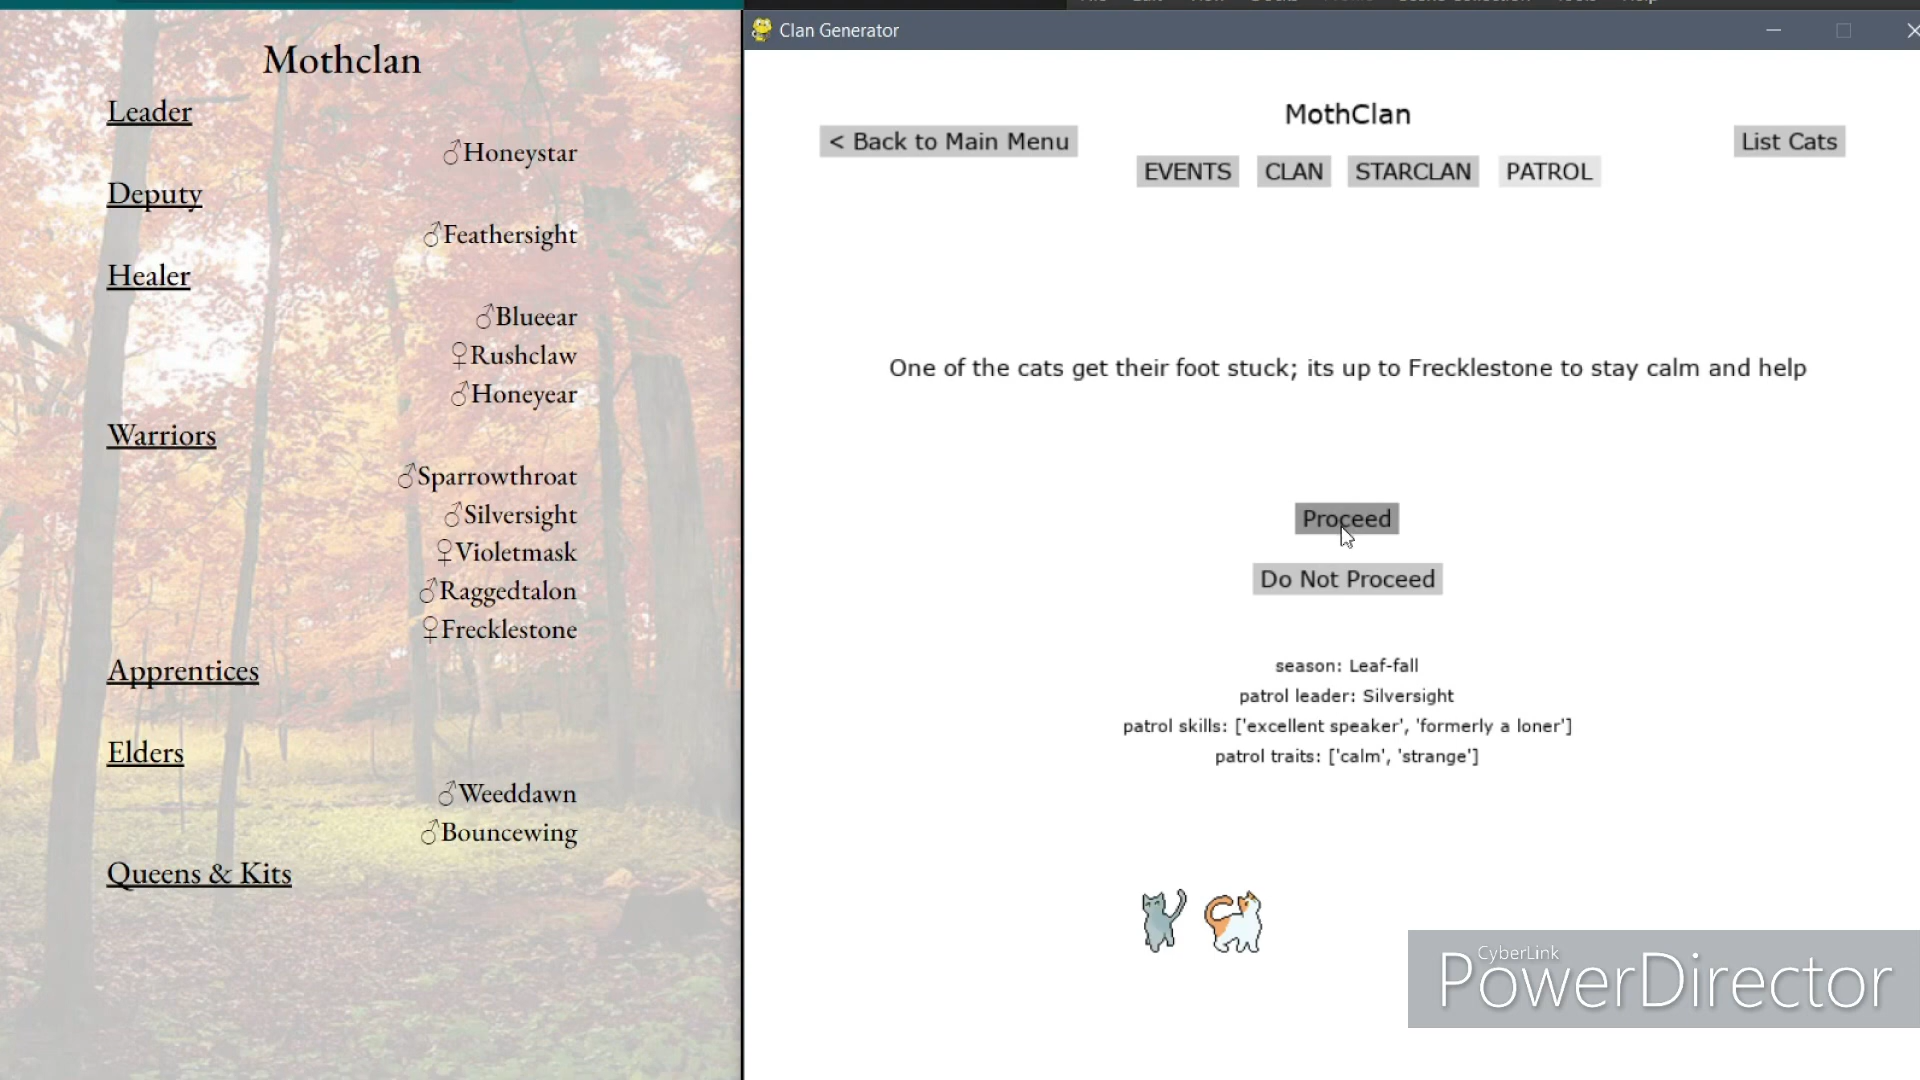 Mothclan
Leader
♂Honeystar
Deputy
♂Feathersight
Healer
♂Blueear
♀Rushclaw
♂Honeyear
Warriors
♂Sparrowthroat
♂Silversight
♀Violetmask
♂Raggedtalon
♀Frecklestone
Apprentices
Elders
♂Weeddawn
♂Bouncewing
Queens & Kits
Clan Generator
MothClan
< Back to Main Menu
List Cats
EVENTS CLAN STARCLAN PATROL
One of the cats get their foot stuck; its up to Frecklestone to stay calm and help
Proceed
Do Not Proceed
season: Leaf-fall
patrol leader: Silversight
patrol skills: ['excellent speaker', 'formerly a loner']
patrol traits: ['calm', 'strange']
CyberLink
PowerDirector